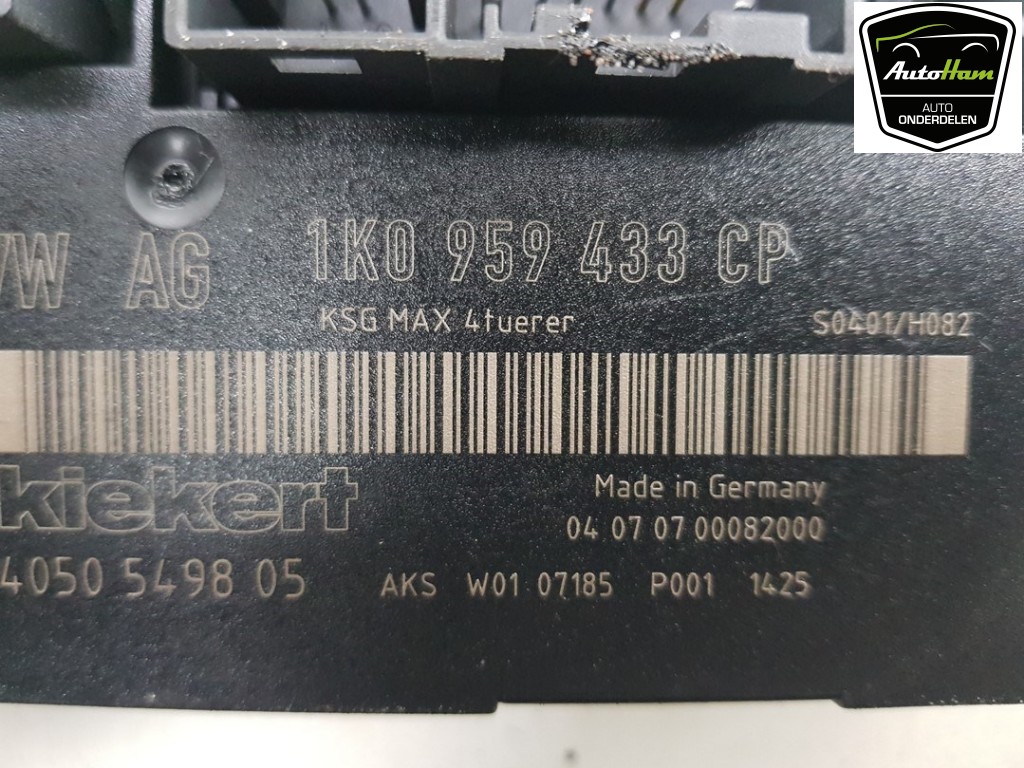 AutoHam
AUTO
ONDERDELEN
VW AG 1K0 959 433 CP
KSG MAX 4tuerer S0401/H082
kiekert
Made in Germany
04 07 07 00082000
4050 5498 05 AKS W01 07185 P001 1425